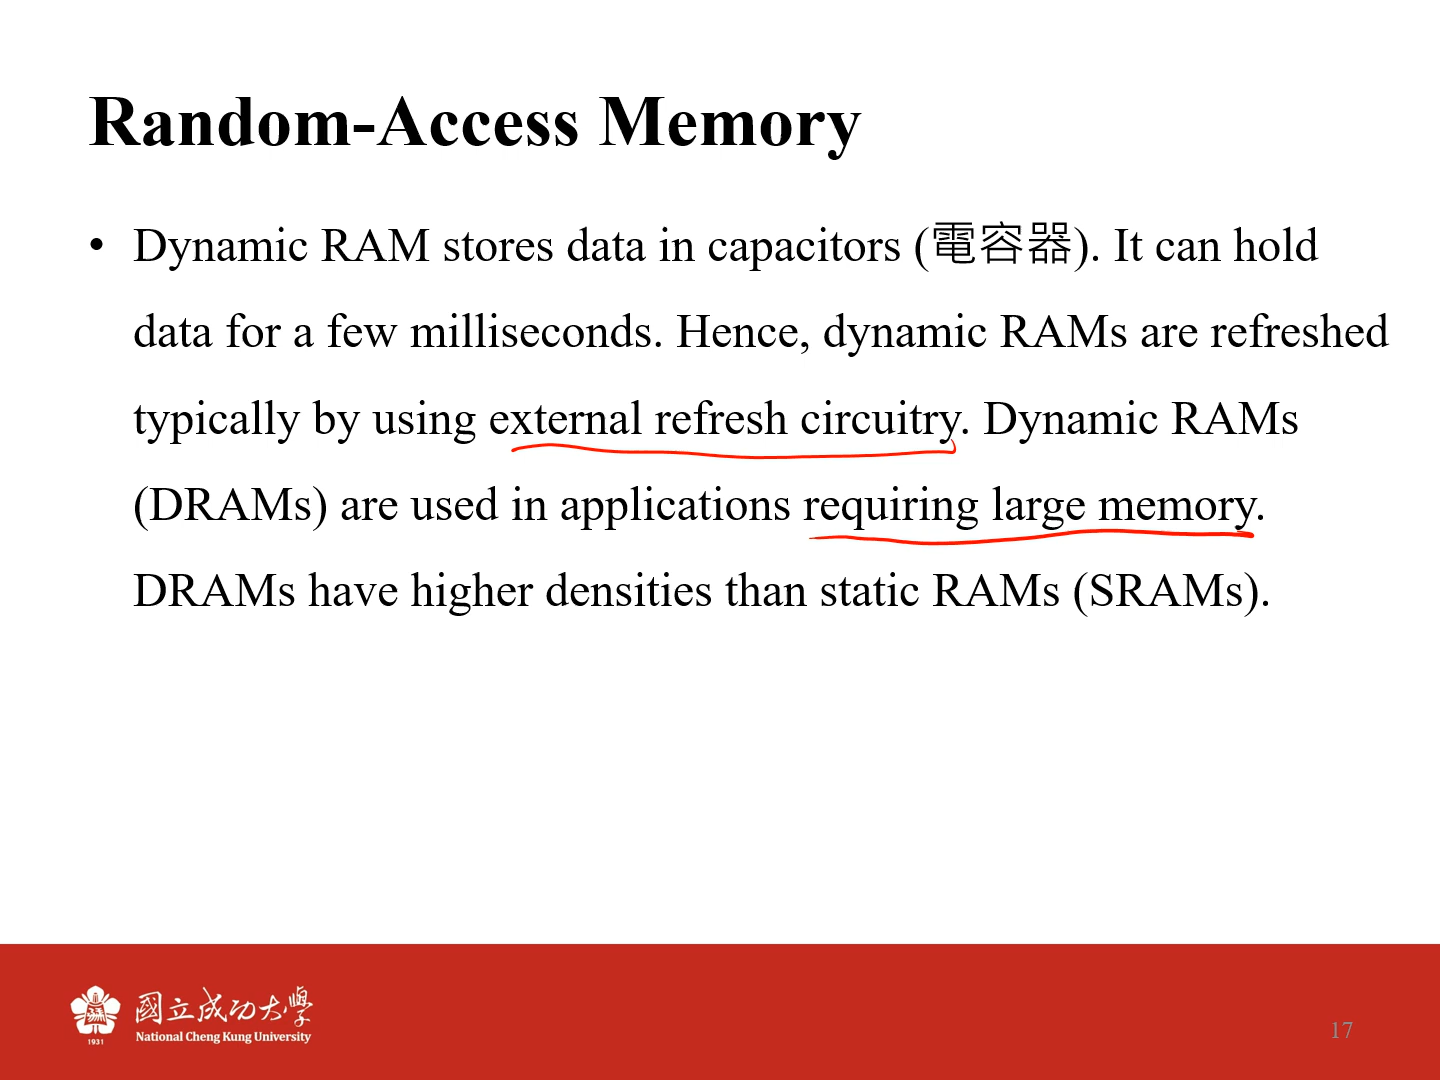 Random-Access Memory
• Dynamic RAM stores data in capacitors (電容器). It can hold
data for a few milliseconds. Hence, dynamic RAMs are refreshed
typically by using external refresh circuitry. Dynamic RAMs
(DRAMs) are used in applications requiring large memory.
DRAMs have higher densities than static RAMs (SRAMs).
國立成功大學
National Cheng Kung University
1931
17